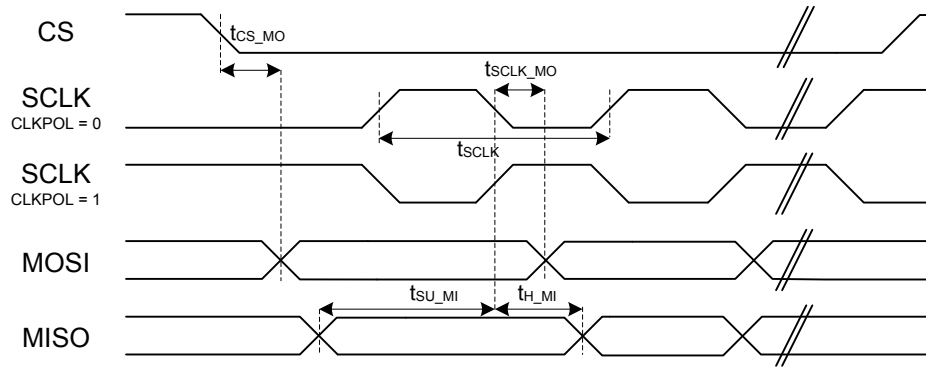 CS
tCS_MO
SCLK
CLKPOL = 0
tSCLK_MO
tSCLK
SCLK
CLKPOL = 1
MOSI
tSU_MI
tH_MI
MISO